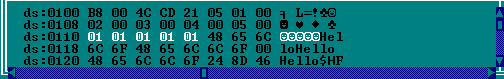 ds:0100 B8 00 4C CD 21 05 01 00 ╕ L═!♣☺
ds:0108 02 00 03 00 04 00 05 00 ☻ ♥ ♦ ♣
ds:0110 01 01 01 01 01 48 65 6C ☺☺☺☺☺Hel
ds:0118 6C 6F 48 65 6C 6C 6F 00 loHello
ds:0120 48 65 6C 6C 6F 24 8D 46 Hello$ìF